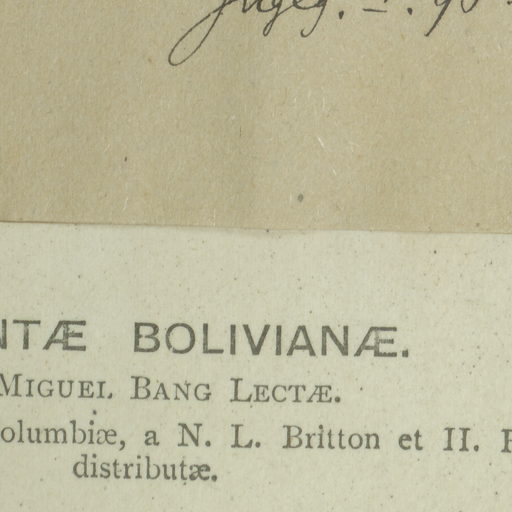 NTÆ BOLIVIANÆ.
MIGUEL BANG LECTÆ.
olumbiæ, a N. L. Britton et H. 
distributæ.